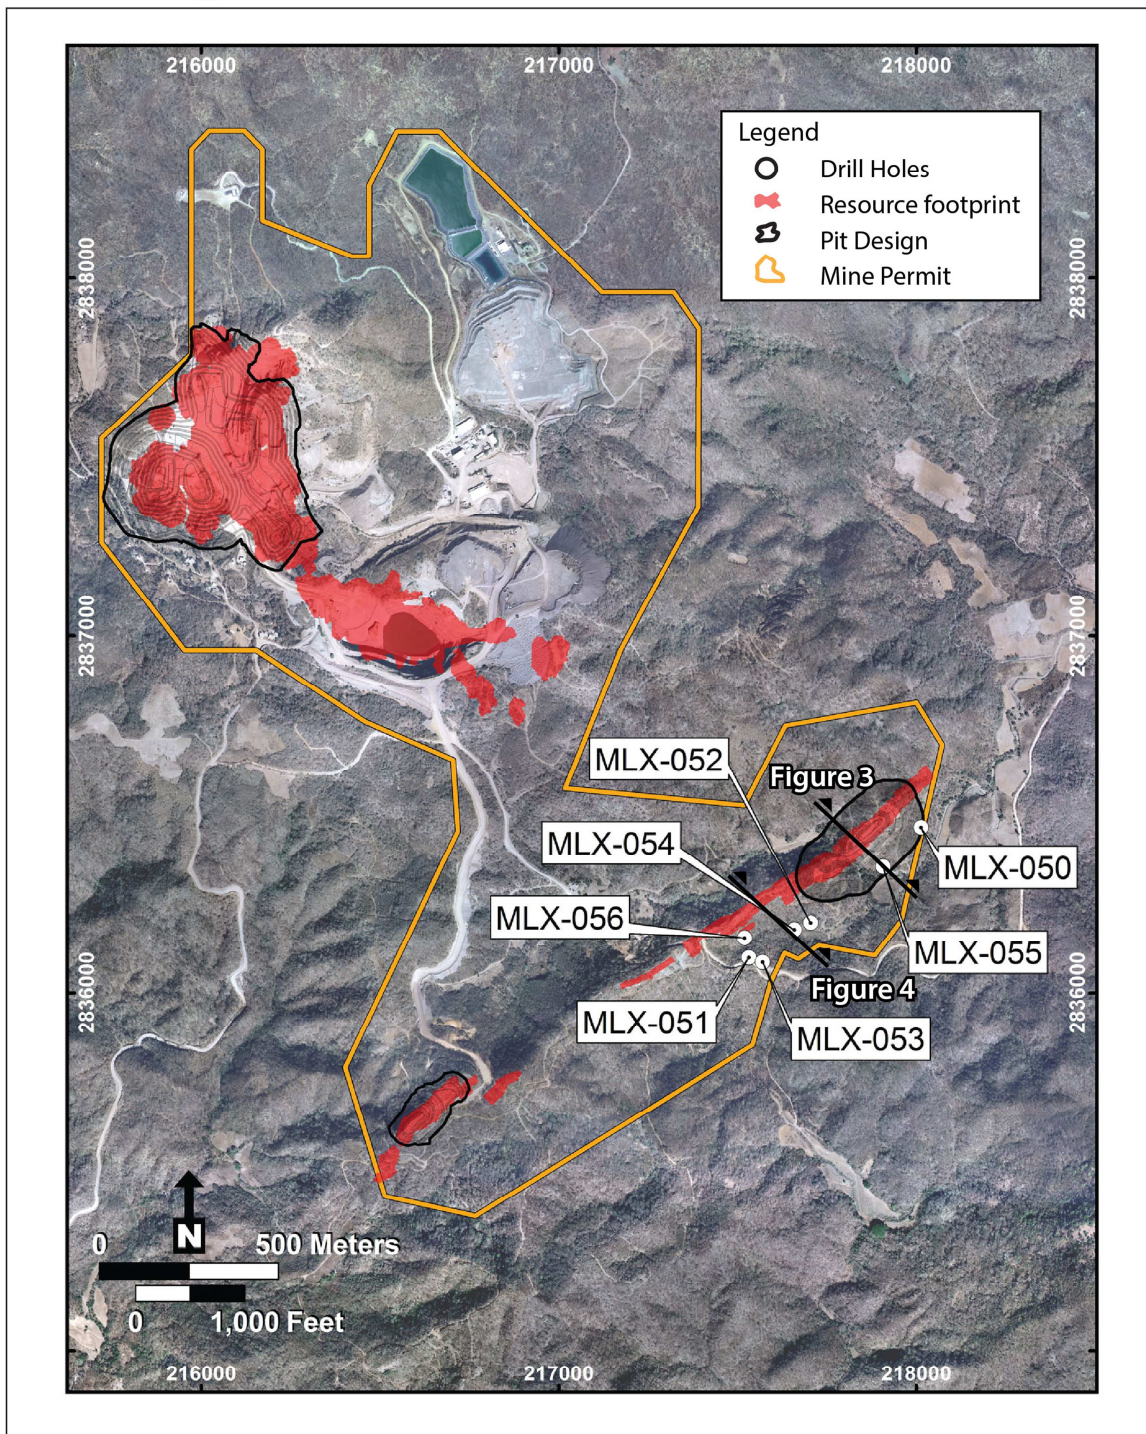 216000
217000
218000
Legend
Drill Holes
Resource footprint
Pit Design
Mine Permit
2838000
2838000
2837000
2837000
MLX-052
Figure 3
MLX-054
MLX-050
MLX-056
MLX-055
2836000
2836000
Figure 4
MLX-051
MLX-053
N
0 500 Meters
0 1,000 Feet
216000
217000
218000